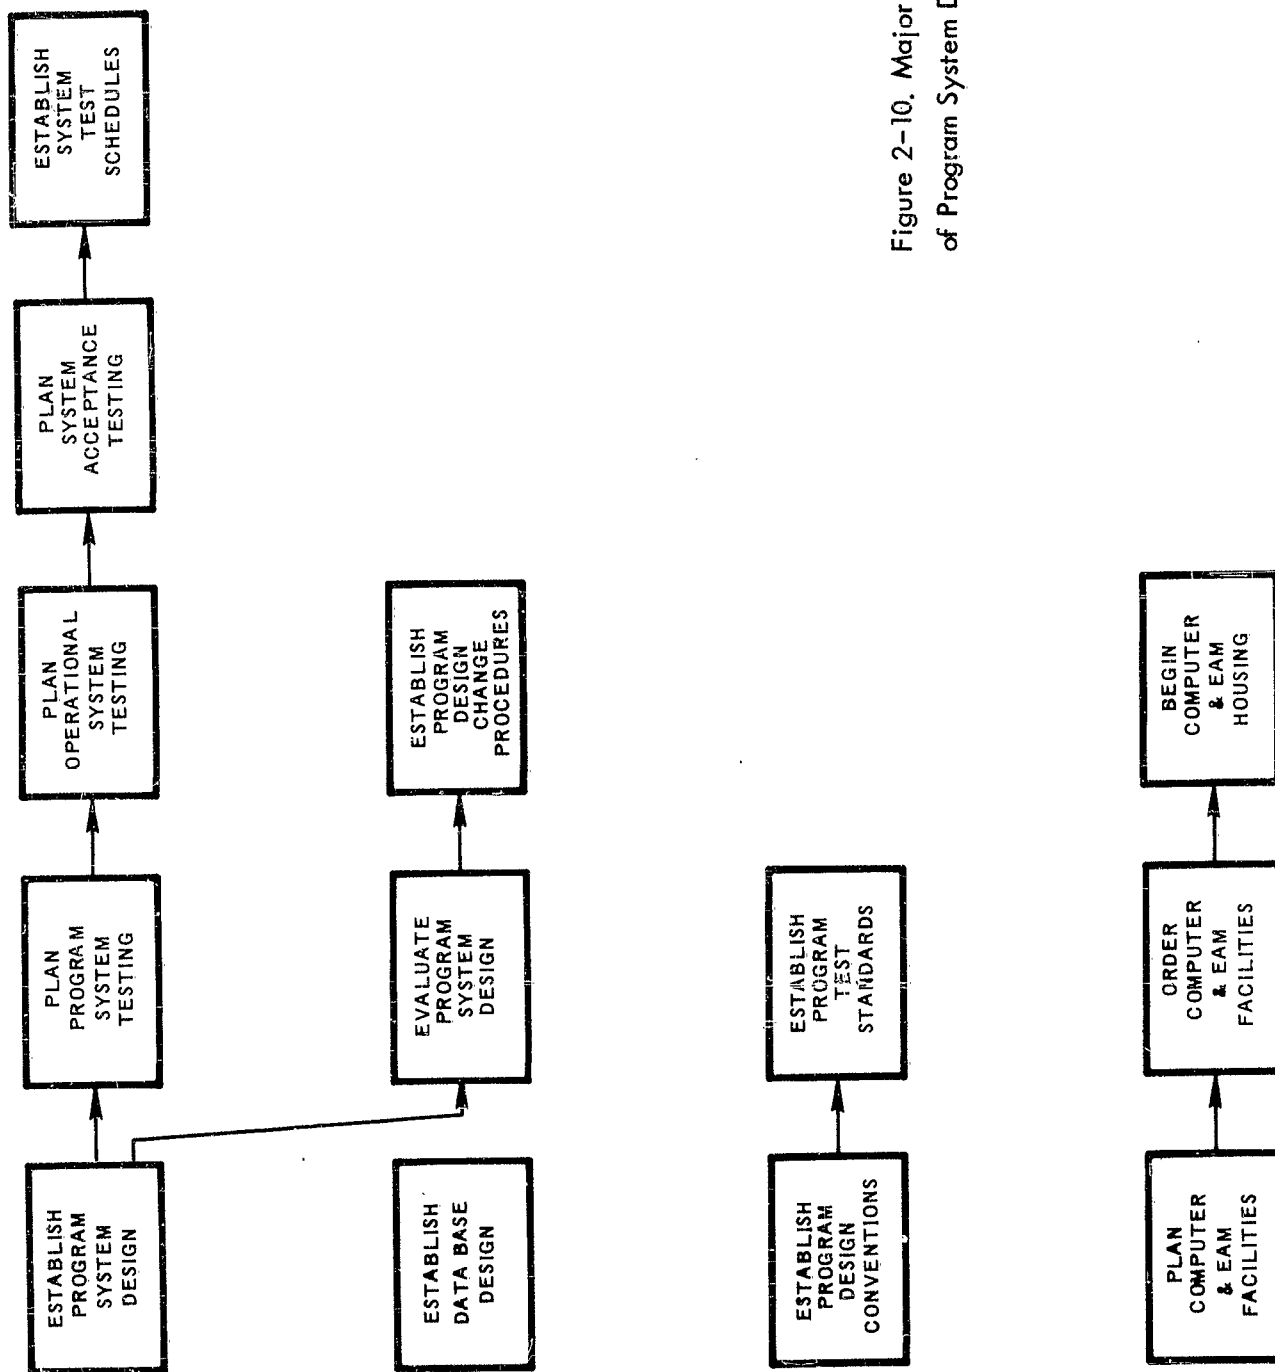 ESTABLISH
PROGRAM
SYSTEM
DESIGN
PLAN
PROGRAM
SYSTEM
TESTING
PLAN
OPERATIONAL
SYSTEM
TESTING
PLAN
SYSTEM
ACCEPTANCE
TESTING
ESTABLISH
SYSTEM
TEST
SCHEDULES
ESTABLISH
DATA BASE
DESIGN
EVALUATE
PROGRAM
SYSTEM
DESIGN
ESTABLISH
PROGRAM
DESIGN
CHANGE
PROCEDURES
ESTABLISH
PROGRAM
DESIGN
CONVENTIONS
ESTABLISH
PROGRAM
TEST
STANDARDS
PLAN
COMPUTER
& EAM
FACILITIES
ORDER
COMPUTER
& EAM
FACILITIES
BEGIN
COMPUTER
& EAM
HOUSING
Figure 2-10. Major
of Program System